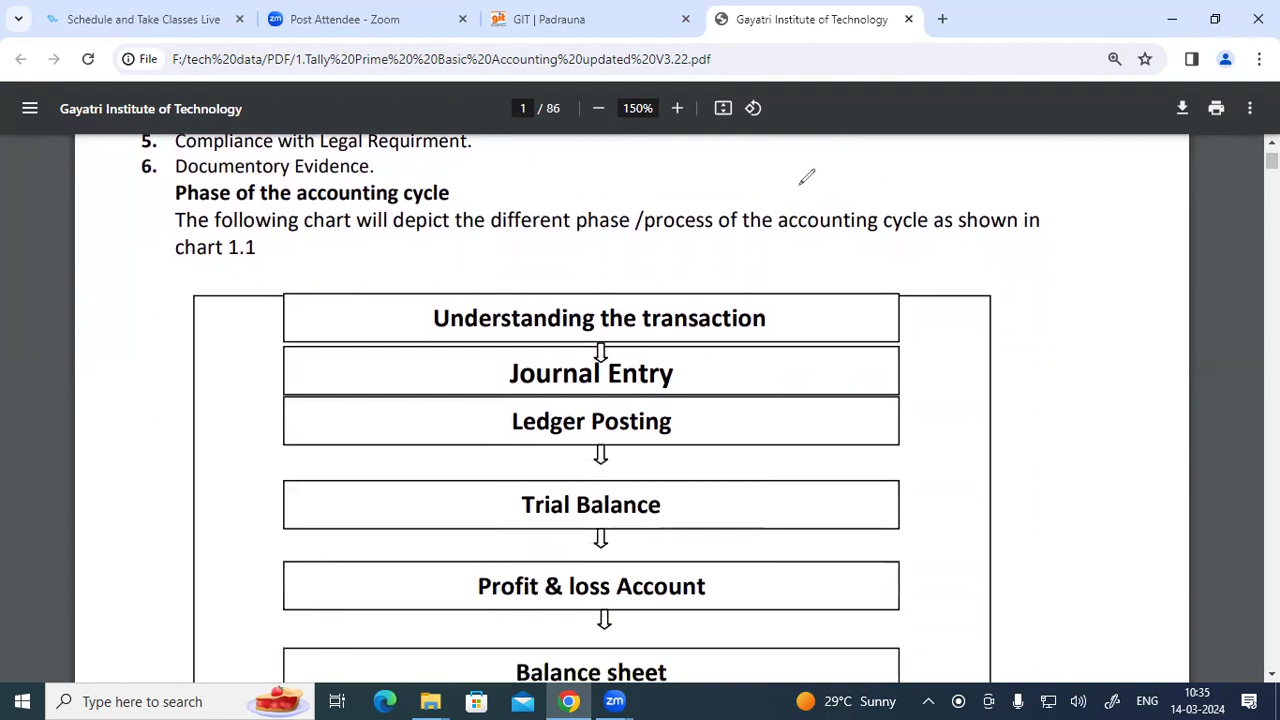 Schedule and Take Classes Live
Post Attendee - Zoom
GIT | Padrauna
Gayatri Institute of Technology
File
F:/tech%20data/PDF/1.Tally%20Prime%20%20Basic%20Accounting%20updated%20V3.22.pdf
Gayatri Institute of Technology
1 / 86
150%
5. Compliance with Legal Requirment.
6. Documentory Evidence.
Phase of the accounting cycle
The following chart will depict the different phase /process of the accounting cycle as shown in
chart 1.1
Understanding the transaction
Journal Entry
Ledger Posting
Trial Balance
Profit & loss Account
Balance sheet
Type here to search
29°C Sunny
ENG
10:35
14-03-2024